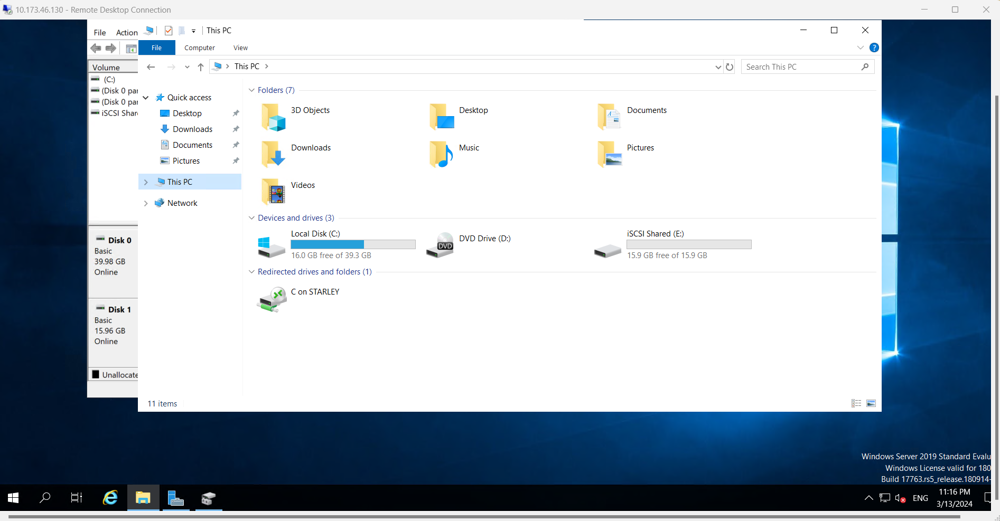 10.173.46.130 - Remote Desktop Connection
File Action
This PC
File Computer View
This PC
Search This PC
Volume
(C:)
(Disk 0 par
(Disk 0 par
iSCSI Share
Quick access
Desktop
Downloads
Documents
Pictures
This PC
Network
Folders (7)
3D Objects
Desktop
Documents
Downloads
Music
Pictures
Videos
Devices and drives (3)
Local Disk (C:)
16.0 GB free of 39.3 GB
DVD
DVD Drive (D:)
iSCSI Shared (E:)
15.9 GB free of 15.9 GB
Redirected drives and folders (1)
C on STARLEY
Disk 0
Basic
39.98 GB
Online
Disk 1
Basic
15.96 GB
Online
Unallocate
11 items
Windows Server 2019 Standard Evalu
Windows License valid for 180
Build 17763.rs5_release.180914-
ENG
11:16 PM
3/13/2024